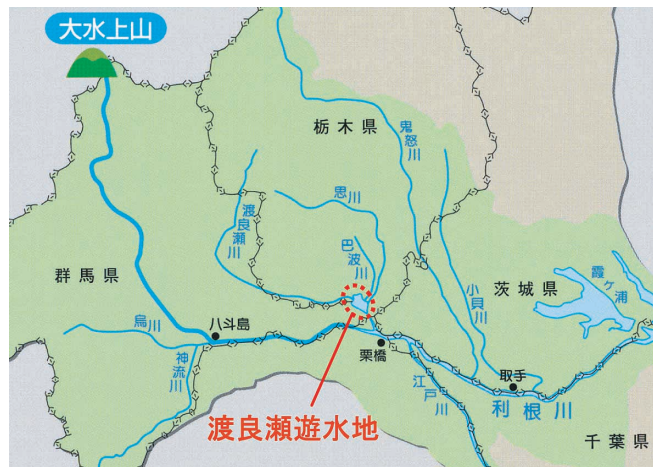 大水上山
栃木県
鬼怒川
思川
渡良瀬川
巴波川
群馬県
茨城県
霞ヶ浦
小貝川
烏川
八斗島
神流川
栗橋
江戸川
取手
利根川
渡良瀬遊水地
千葉県